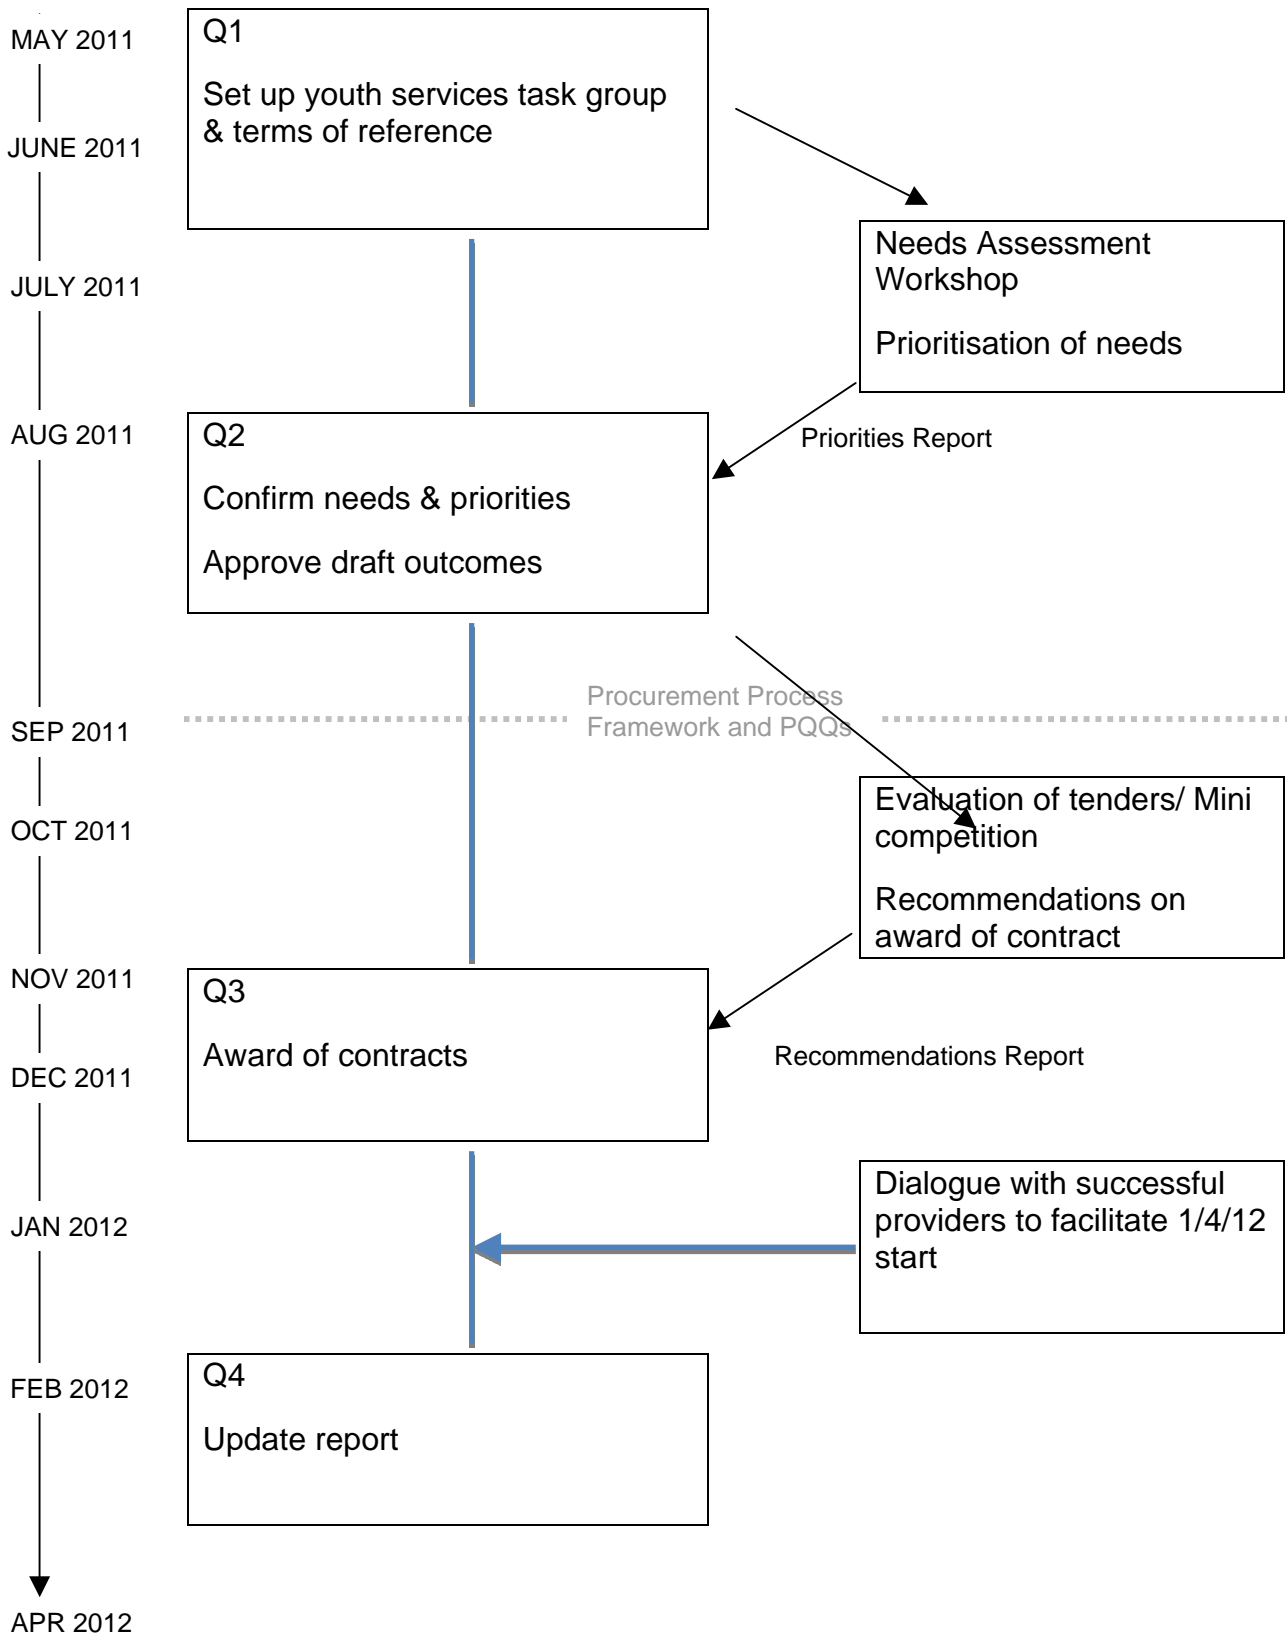 MAY 2011
JUNE 2011
JULY 2011
AUG 2011
SEP 2011
OCT 2011
NOV 2011
DEC 2011
JAN 2012
FEB 2012
APR 2012
Q1
Set up youth services task group
& terms of reference
Needs Assessment
Workshop
Prioritisation of needs
Priorities Report
Q2
Confirm needs & priorities
Approve draft outcomes
Procurement Process
Framework and PQQs
Evaluation of tenders/ Mini
competition
Recommendations on
award of contract
Recommendations Report
Q3
Award of contracts
Dialogue with successful
providers to facilitate 1/4/12
start
Q4
Update report